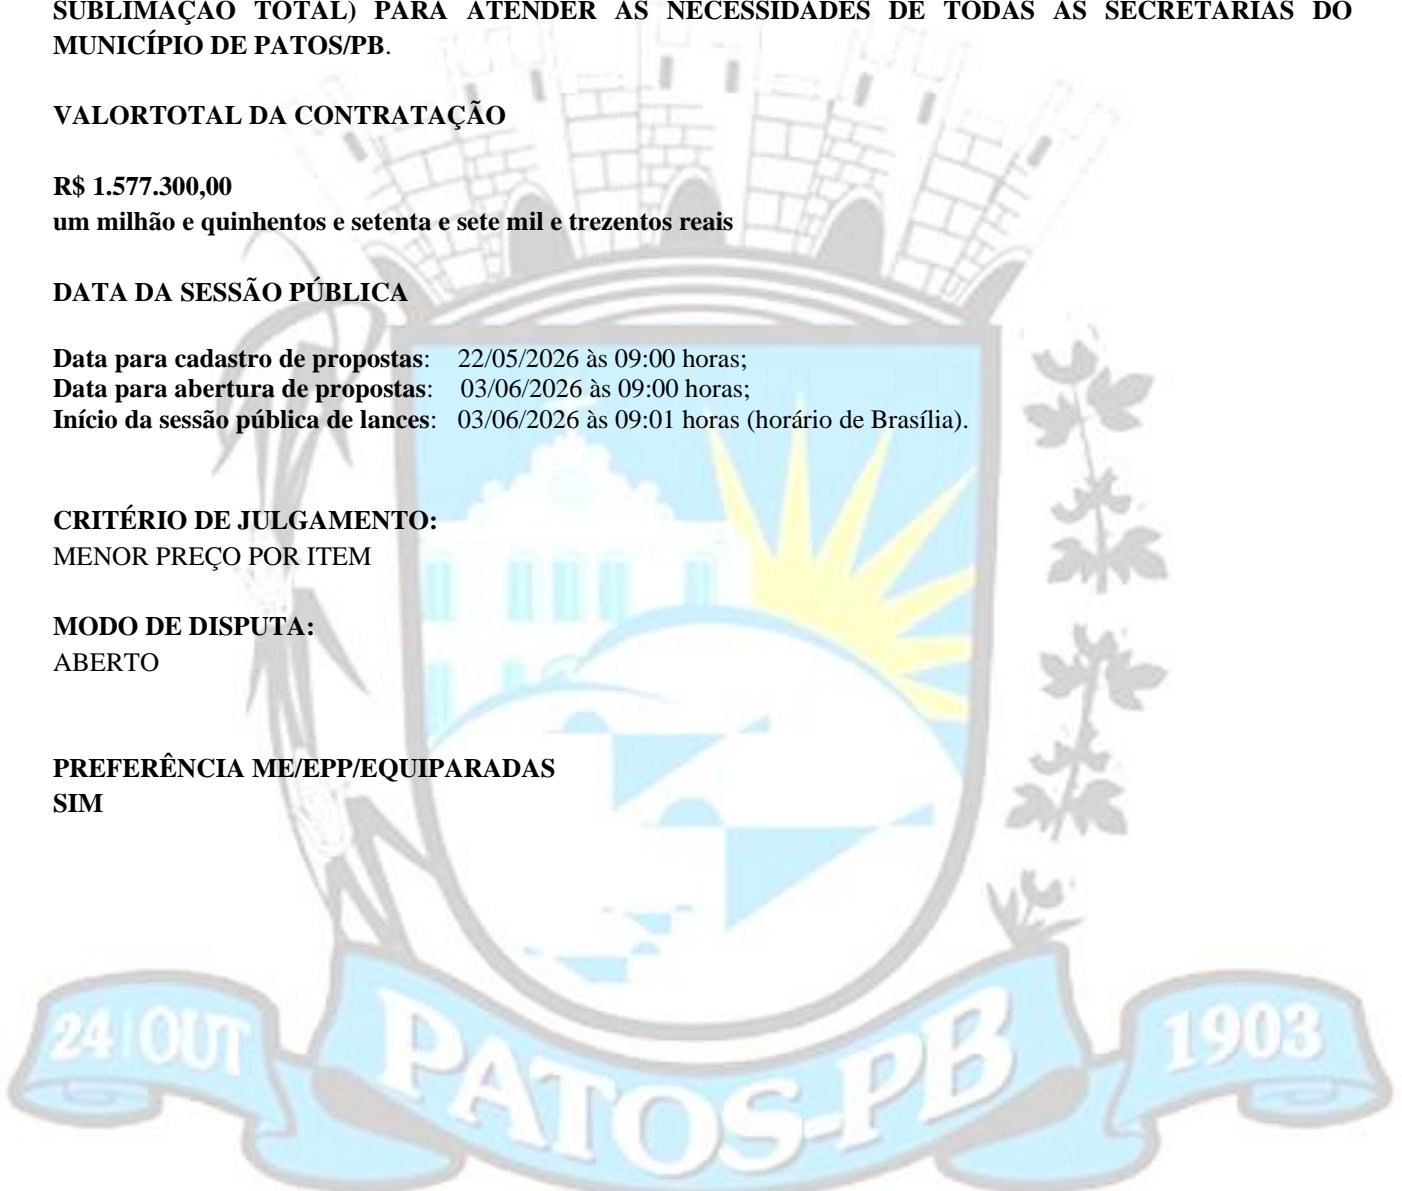 SUBLIMAÇÃO TOTAL) PARA ATENDER AS NECESSIDADES DE TODAS AS SECRETARIAS DO
MUNICÍPIO DE PATOS/PB.
VALORTOTAL DA CONTRATAÇÃO
R$ 1.577.300,00
um milhão e quinhentos e setenta e sete mil e trezentos reais
DATA DA SESSÃO PÚBLICA
Data para cadastro de propostas: 22/05/2026 às 09:00 horas;
Data para abertura de propostas: 03/06/2026 às 09:00 horas;
Início da sessão pública de lances: 03/06/2026 às 09:01 horas (horário de Brasília).
CRITÉRIO DE JULGAMENTO:
MENOR PREÇO POR ITEM
MODO DE DISPUTA:
ABERTO
PREFERÊNCIA ME/EPP/EQUIPARADAS
SIM
24 OUT PATOS-PB 1903